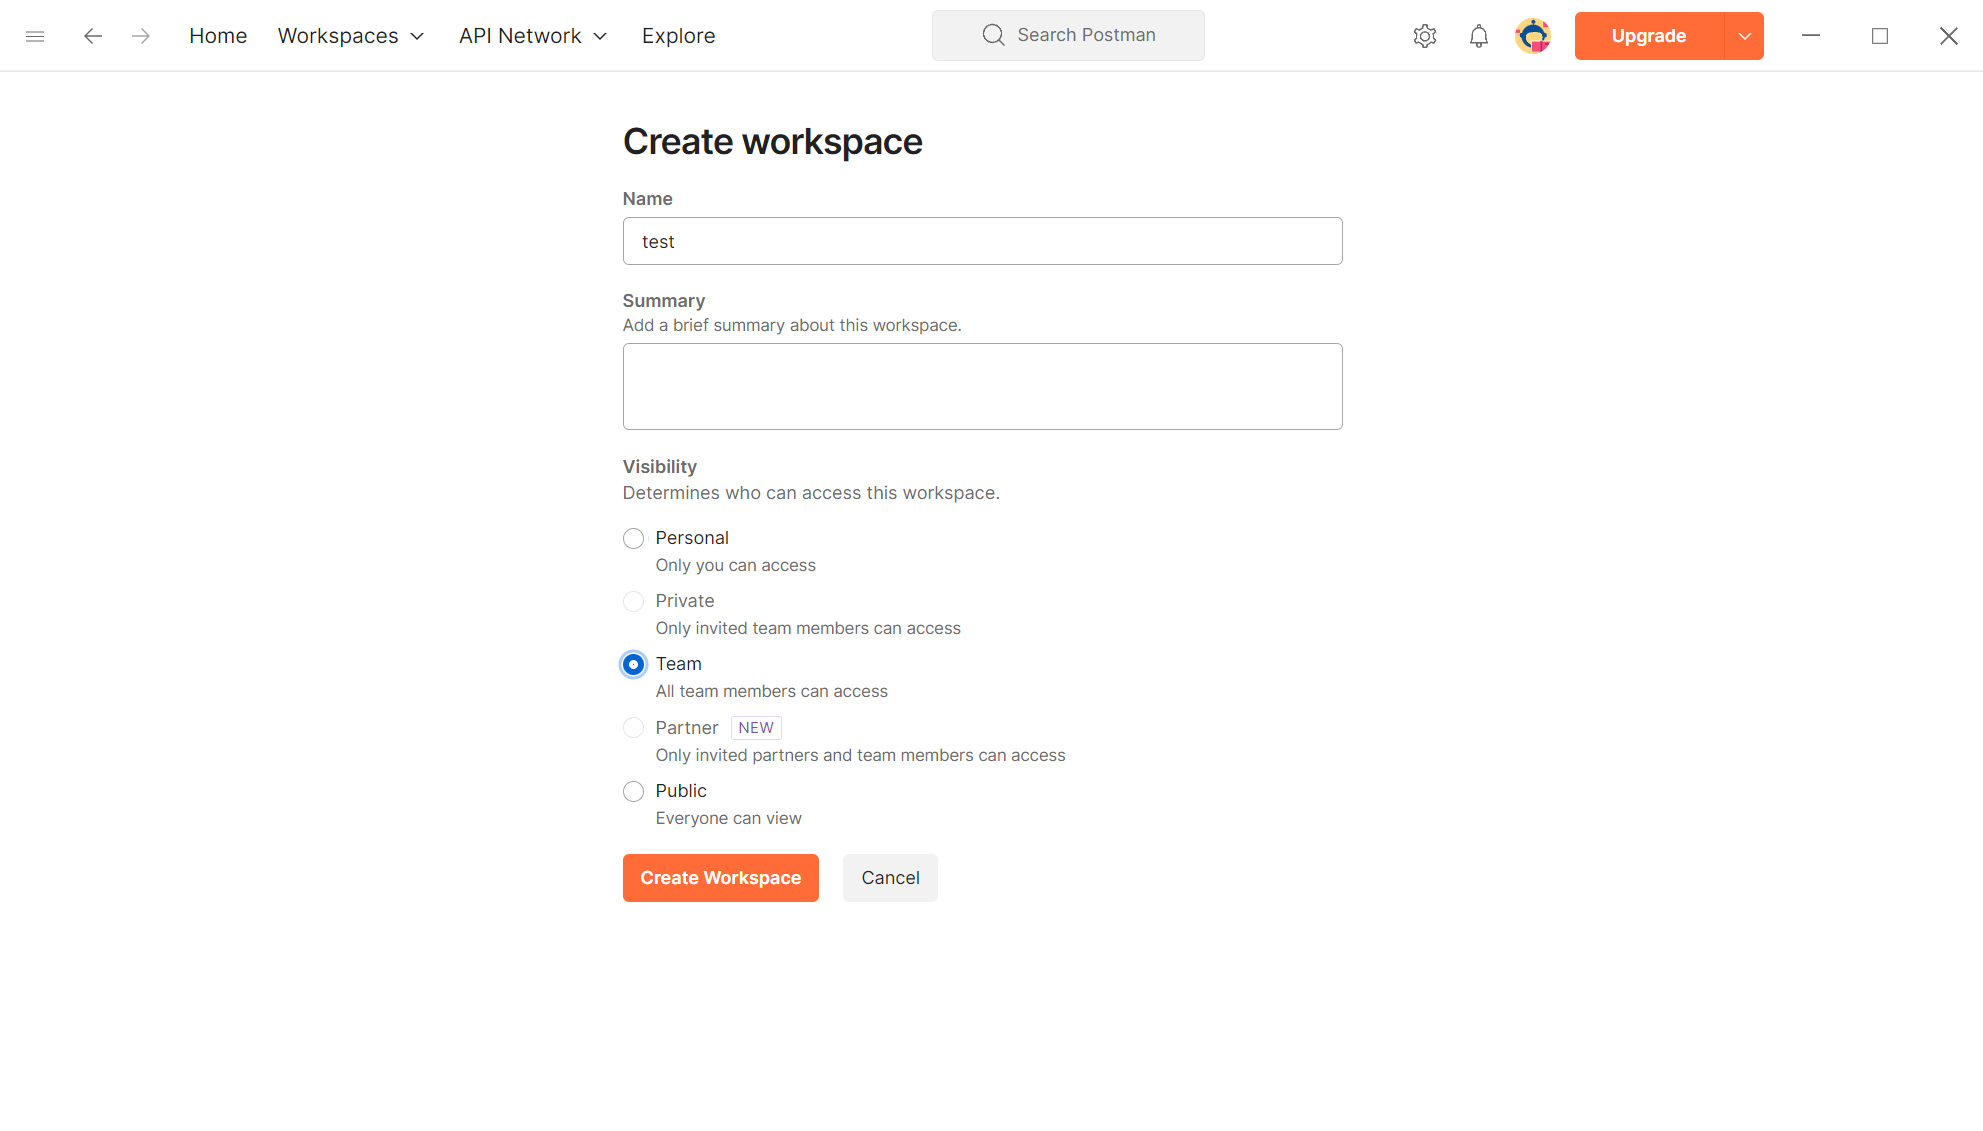 Home Workspaces API Network Explore Search Postman Upgrade
Create workspace
Name
test
Summary
Add a brief summary about this workspace.
Visibility
Determines who can access this workspace.
Personal
Only you can access
Private
Only invited team members can access
Team
All team members can access
Partner NEW
Only invited partners and team members can access
Public
Everyone can view
Create Workspace Cancel